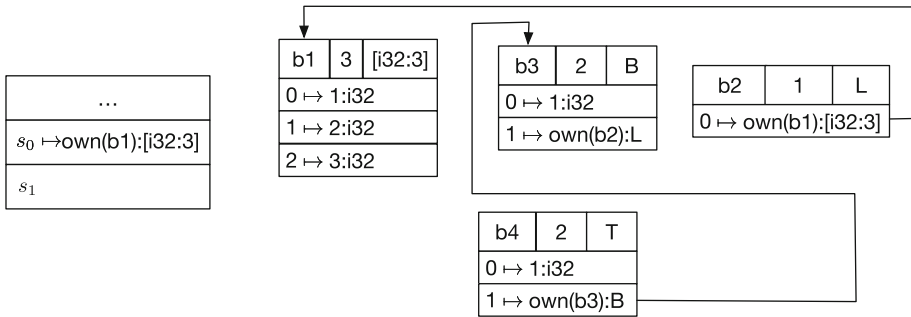 ...
s₀ ↦own(b1):[i32:3]
s₁
b1 3 [i32:3]
0 ↦ 1:i32
1 ↦ 2:i32
2 ↦ 3:i32
b3 2 B
0 ↦ 1:i32
1 ↦ own(b2):L
b2 1 L
0 ↦ own(b1):[i32:3]
b4 2 T
0 ↦ 1:i32
1 ↦ own(b3):B